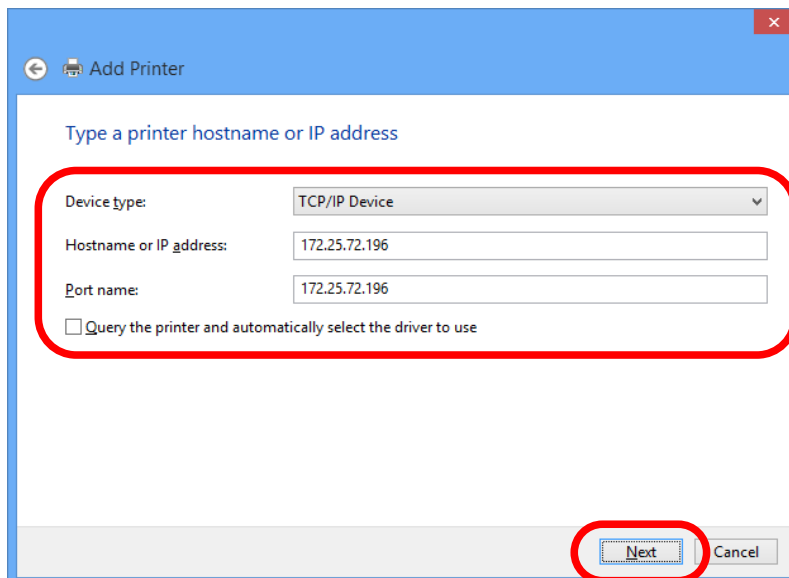 Add Printer
Type a printer hostname or IP address
Device type: TCP/IP Device
Hostname or IP address: 172.25.72.196
Port name: 172.25.72.196
Query the printer and automatically select the driver to use
Next Cancel